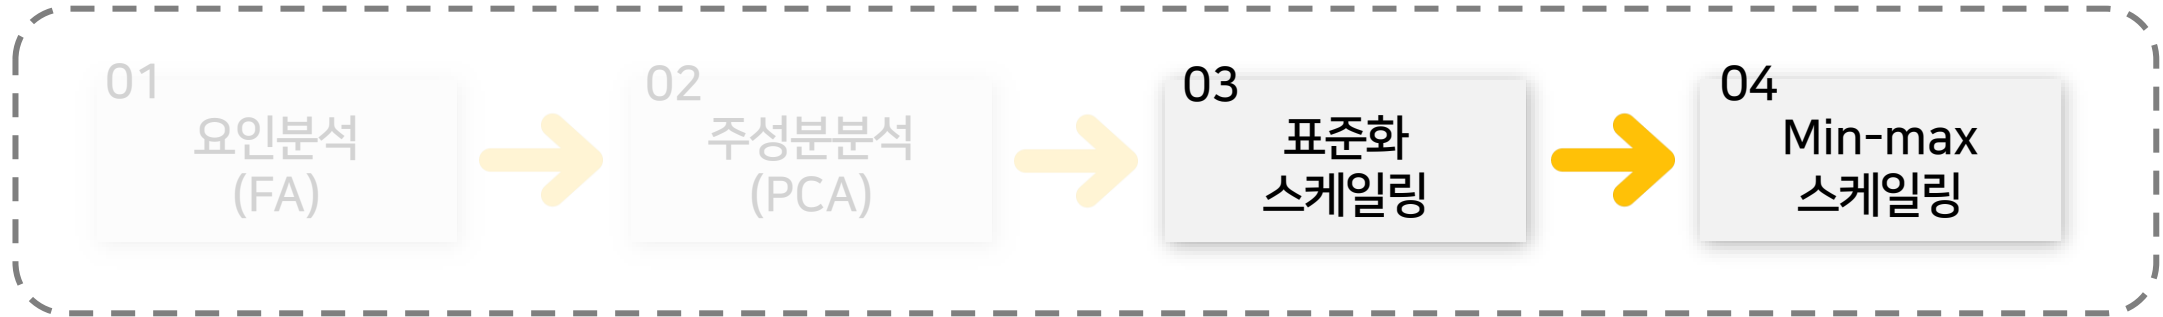 01
요인분석
(FA)
02
주성분분석
(PCA)
03
표준화
스케일링
04
Min-max
스케일링